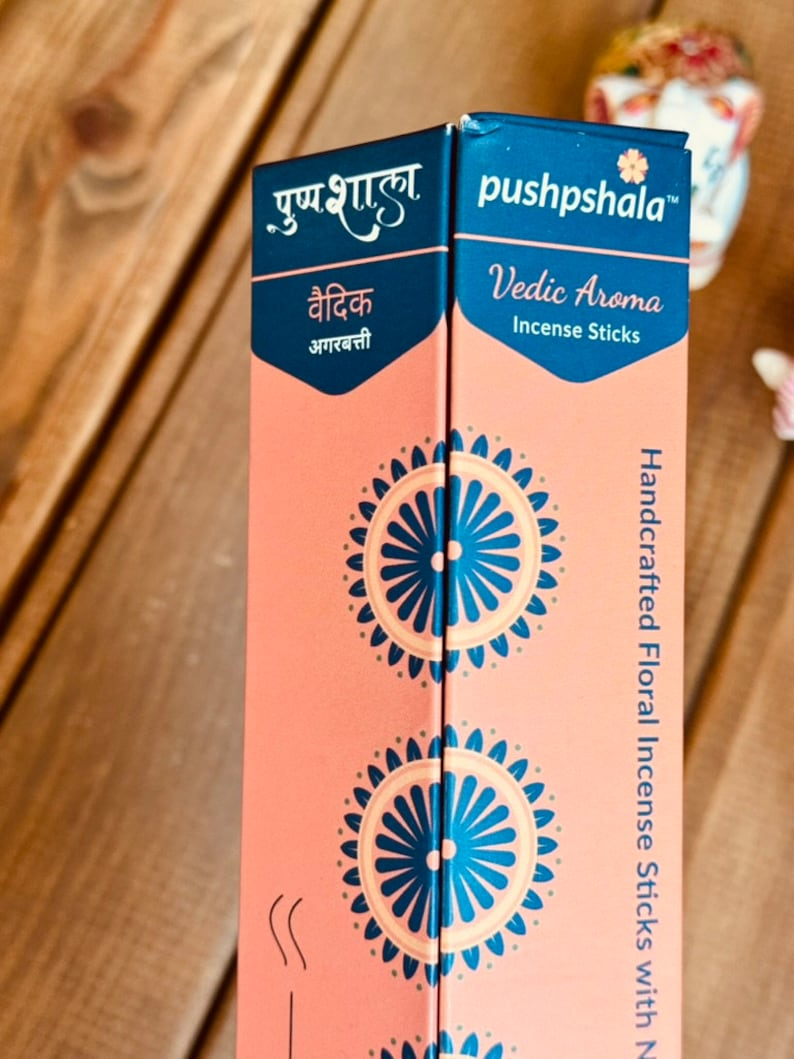 पुष्पशाला
वैदिक
अगरबत्ती
pushpshala™
Vedic Aroma
Incense Sticks
Handcrafted Floral Incense Sticks with N